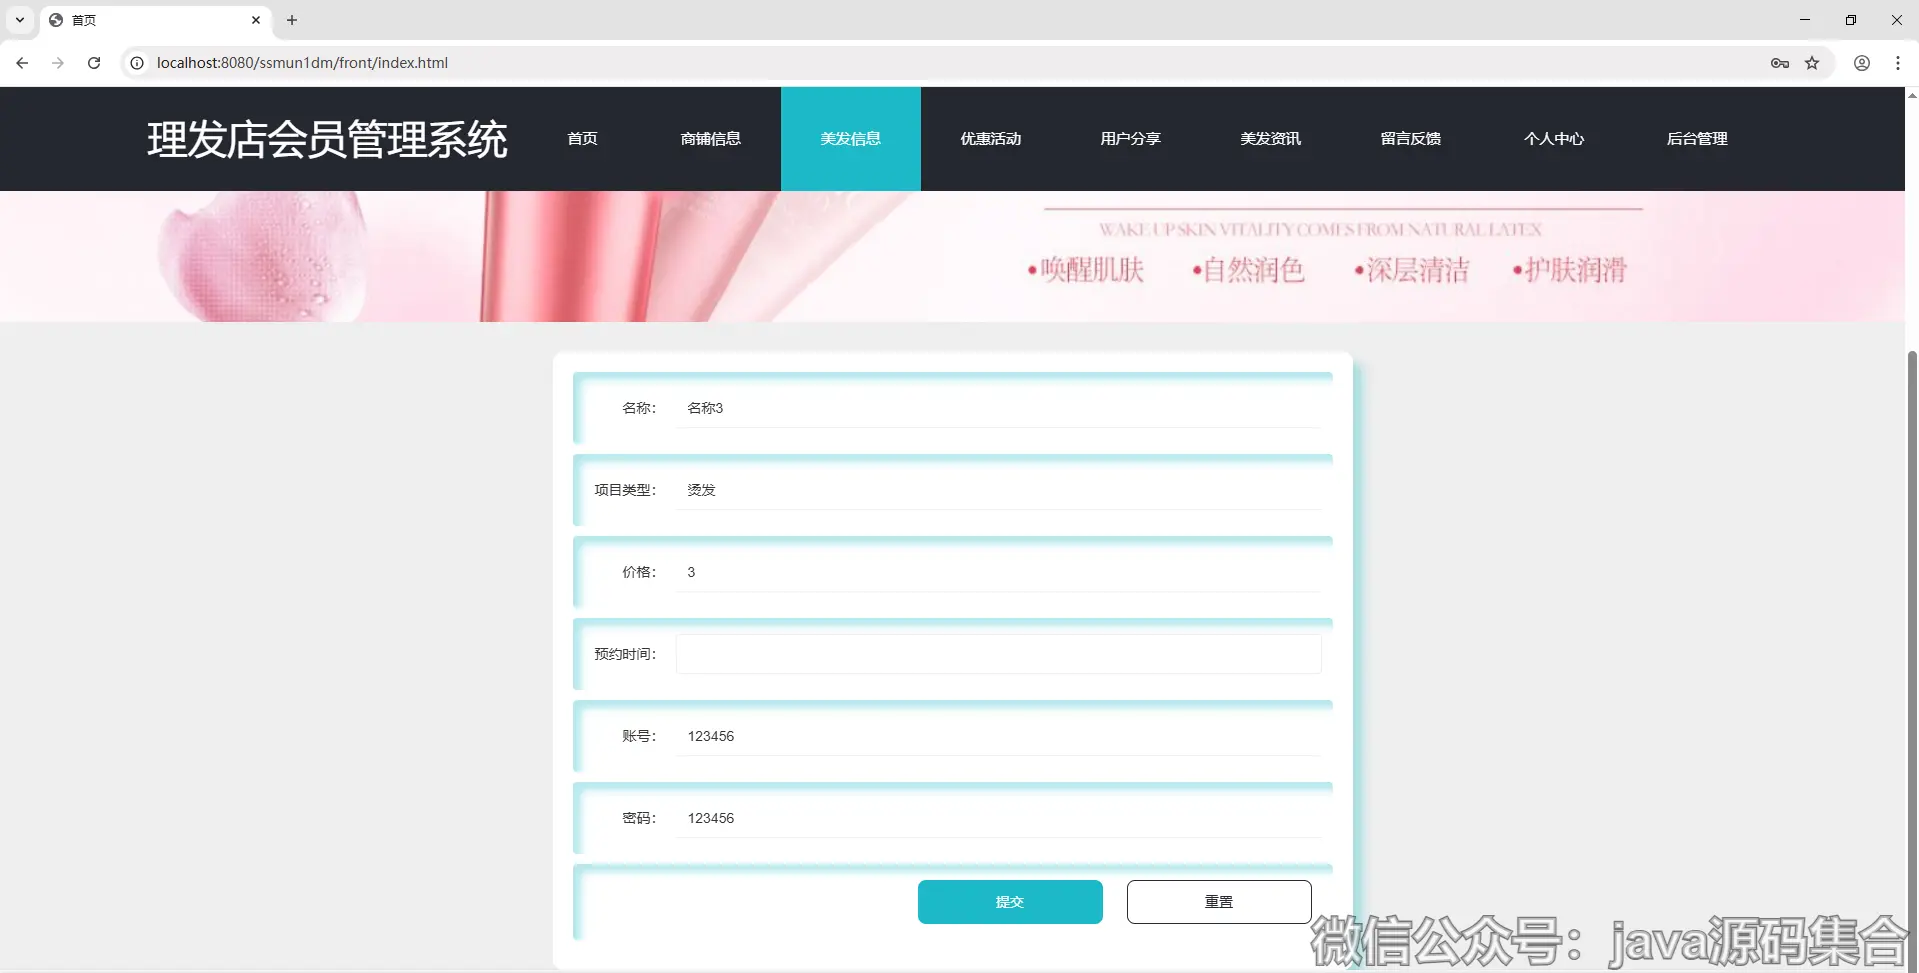 首页
localhost:8080/ssmun1dm/front/index.html
理发店会员管理系统 首页 商铺信息 美发信息 优惠活动 用户分享 美发资讯 留言反馈 个人中心 后台管理
WAKE UP SKIN VITALITY COMES FROM NATURAL LATEX
•唤醒肌肤 •自然润色 •深层清洁 •护肤润滑
名称： 名称3
项目类型： 烫发
价格： 3
预约时间：
账号： 123456
密码： 123456
提交 重置
微信公众号：java源码集合